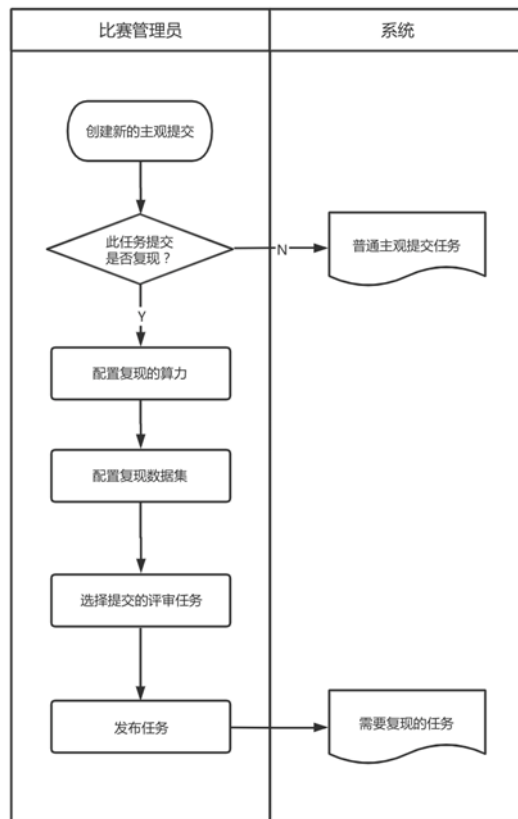 比赛管理员
系统
创建新的主观提交
此任务提交
是否复现？
N
普通主观提交任务
Y
配置复现的算力
配置复现数据集
选择提交的评审任务
发布任务
需要复现的任务